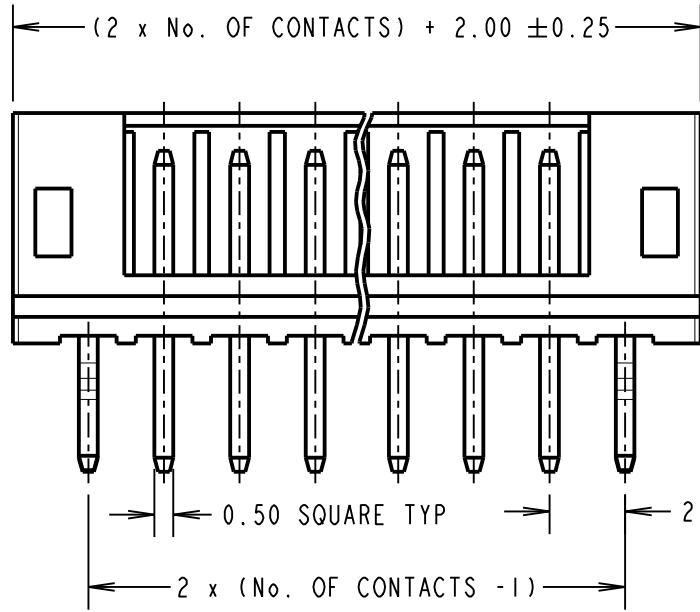 (2 x No. OF CONTACTS) + 2.00 ±0.25
0.50 SQUARE TYP
2
2 x (No. OF CONTACTS -1)